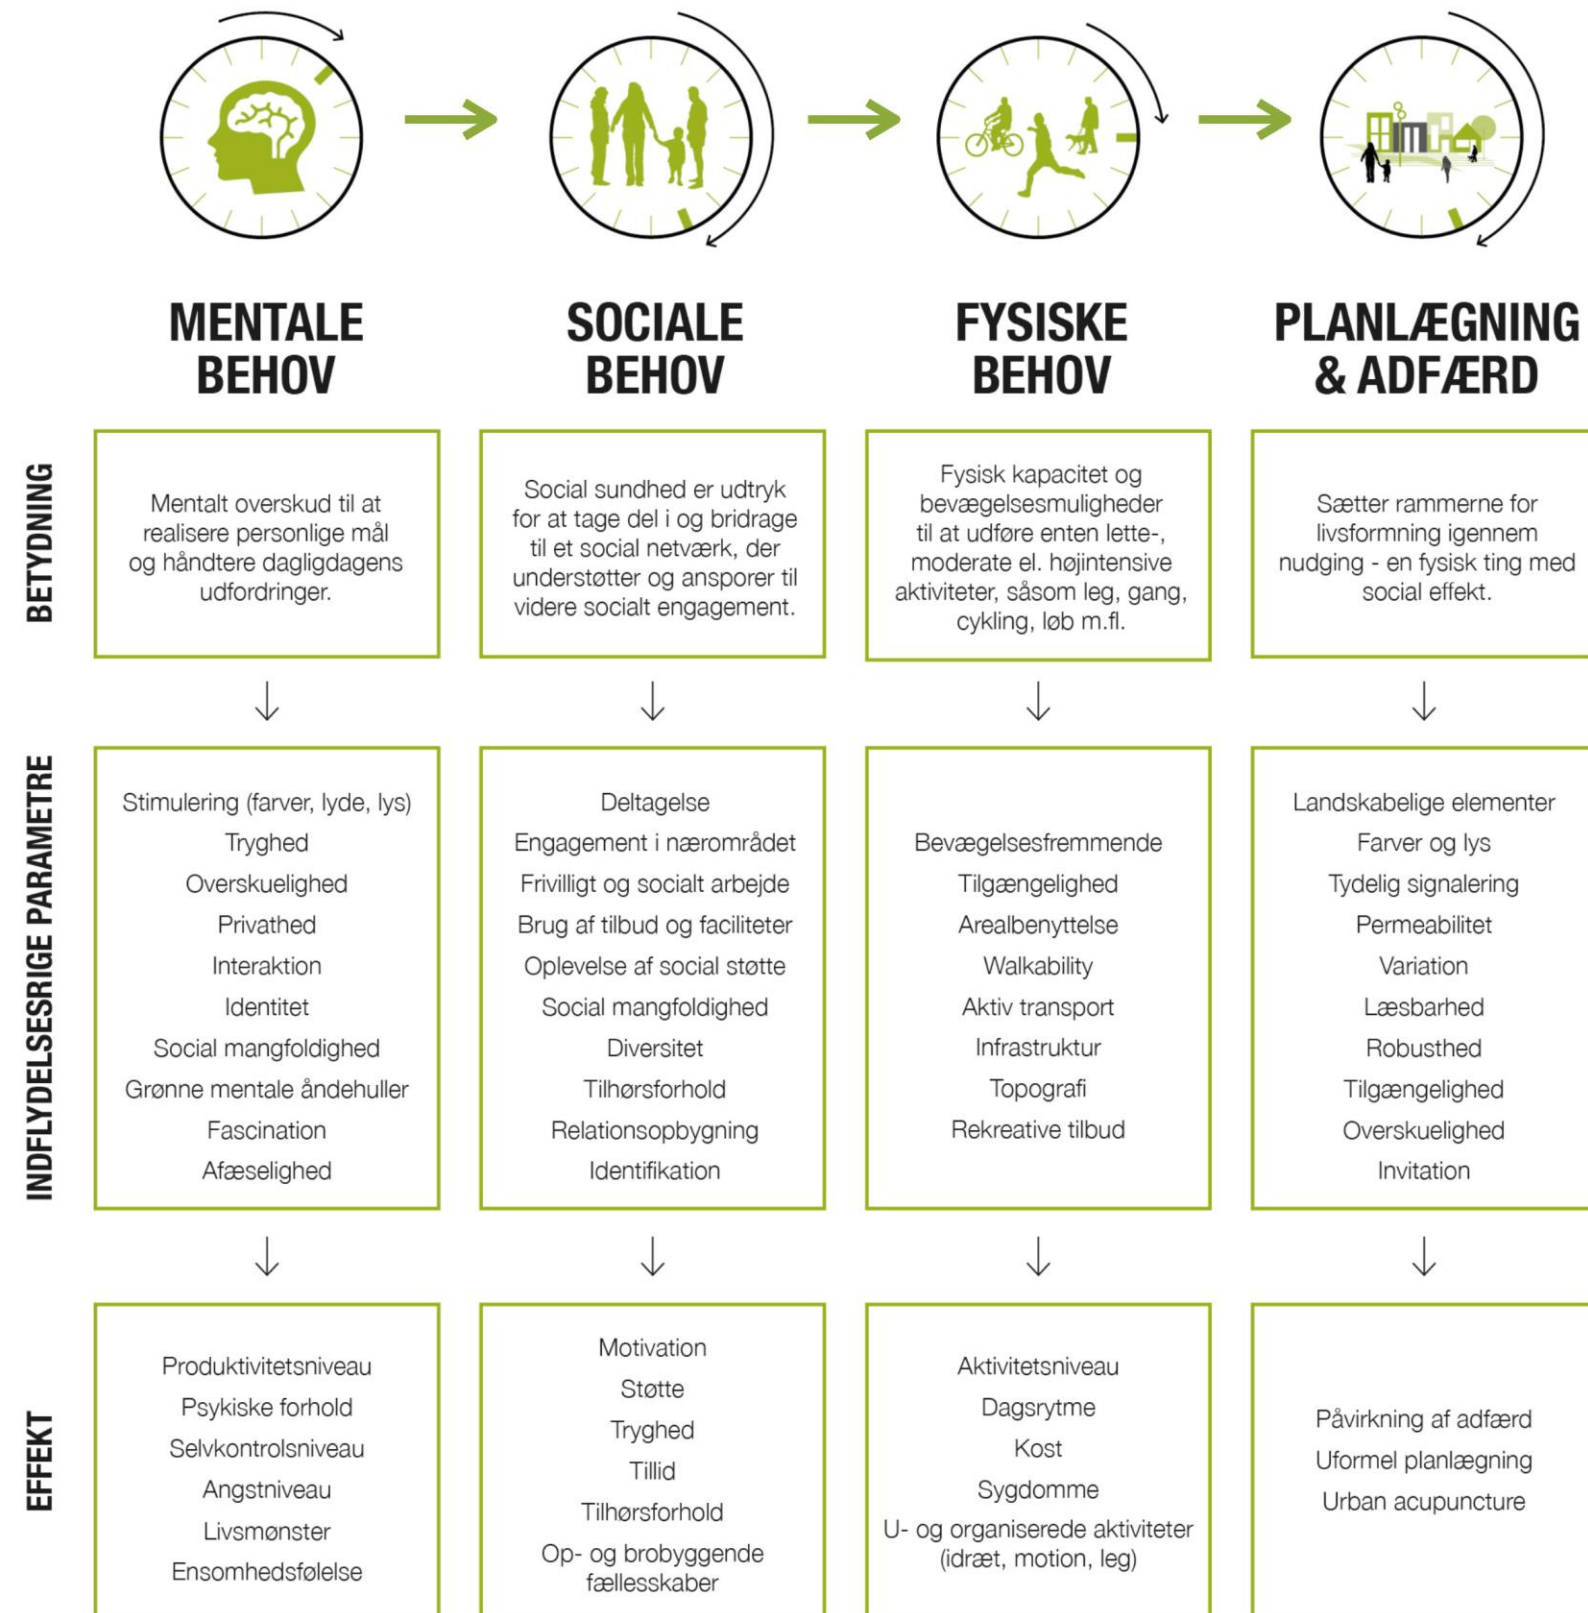 MENTALE
BEHOV
SOCIALE
BEHOV
FYSISKE
BEHOV
PLANLÆGNING
& ADFÆRD
BETYDNING
Mentalt overskud til at
realisere personlige mål
og håndtere dagligdagens
udfordringer.
Social sundhed er udtryk
for at tage del i og bridrage
til et social netværk, der
understøtter og ansporer til
videre socialt engagement.
Fysisk kapacitet og
bevægelsesmuligheder
til at udføre enten lette-,
moderate el. højintensive
aktiviteter, såsom leg, gang,
cykling, løb m.fl.
Sætter rammerne for
livsformning igennem
nudging - en fysisk ting med
social effekt.
INDFLYDELSESRIGE PARAMETRE
Stimulering (farver, lyde, lys)
Tryghed
Overskuelighed
Privathed
Interaktion
Identitet
Social mangfoldighed
Grønne mentale åndehuller
Fascination
Afæselighed
Deltagelse
Engagement i nærområdet
Frivilligt og socialt arbejde
Brug af tilbud og faciliteter
Oplevelse af social støtte
Social mangfoldighed
Diversitet
Tilhørsforhold
Relationsopbygning
Identifikation
Bevægelsesfremmende
Tilgængelighed
Arealbenyttelse
Walkability
Aktiv transport
Infrastruktur
Topografi
Rekreative tilbud
Landskabelige elementer
Farver og lys
Tydelig signalering
Permeabilitet
Variation
Læsbarhed
Robusthed
Tilgængelighed
Overskuelighed
Invitation
EFFEKT
Produktivitetsniveau
Psykiske forhold
Selvkontrolsniveau
Angstniveau
Livsmønster
Ensomhedsfølelse
Motivation
Støtte
Tryghed
Tillid
Tilhørsforhold
Op- og brobyggende
fællesskaber
Aktivitetsniveau
Dagsrytme
Kost
Sygdomme
U- og organiserede aktiviteter
(idræt, motion, leg)
Påvirkning af adfærd
Uformel planlægning
Urban acupuncture